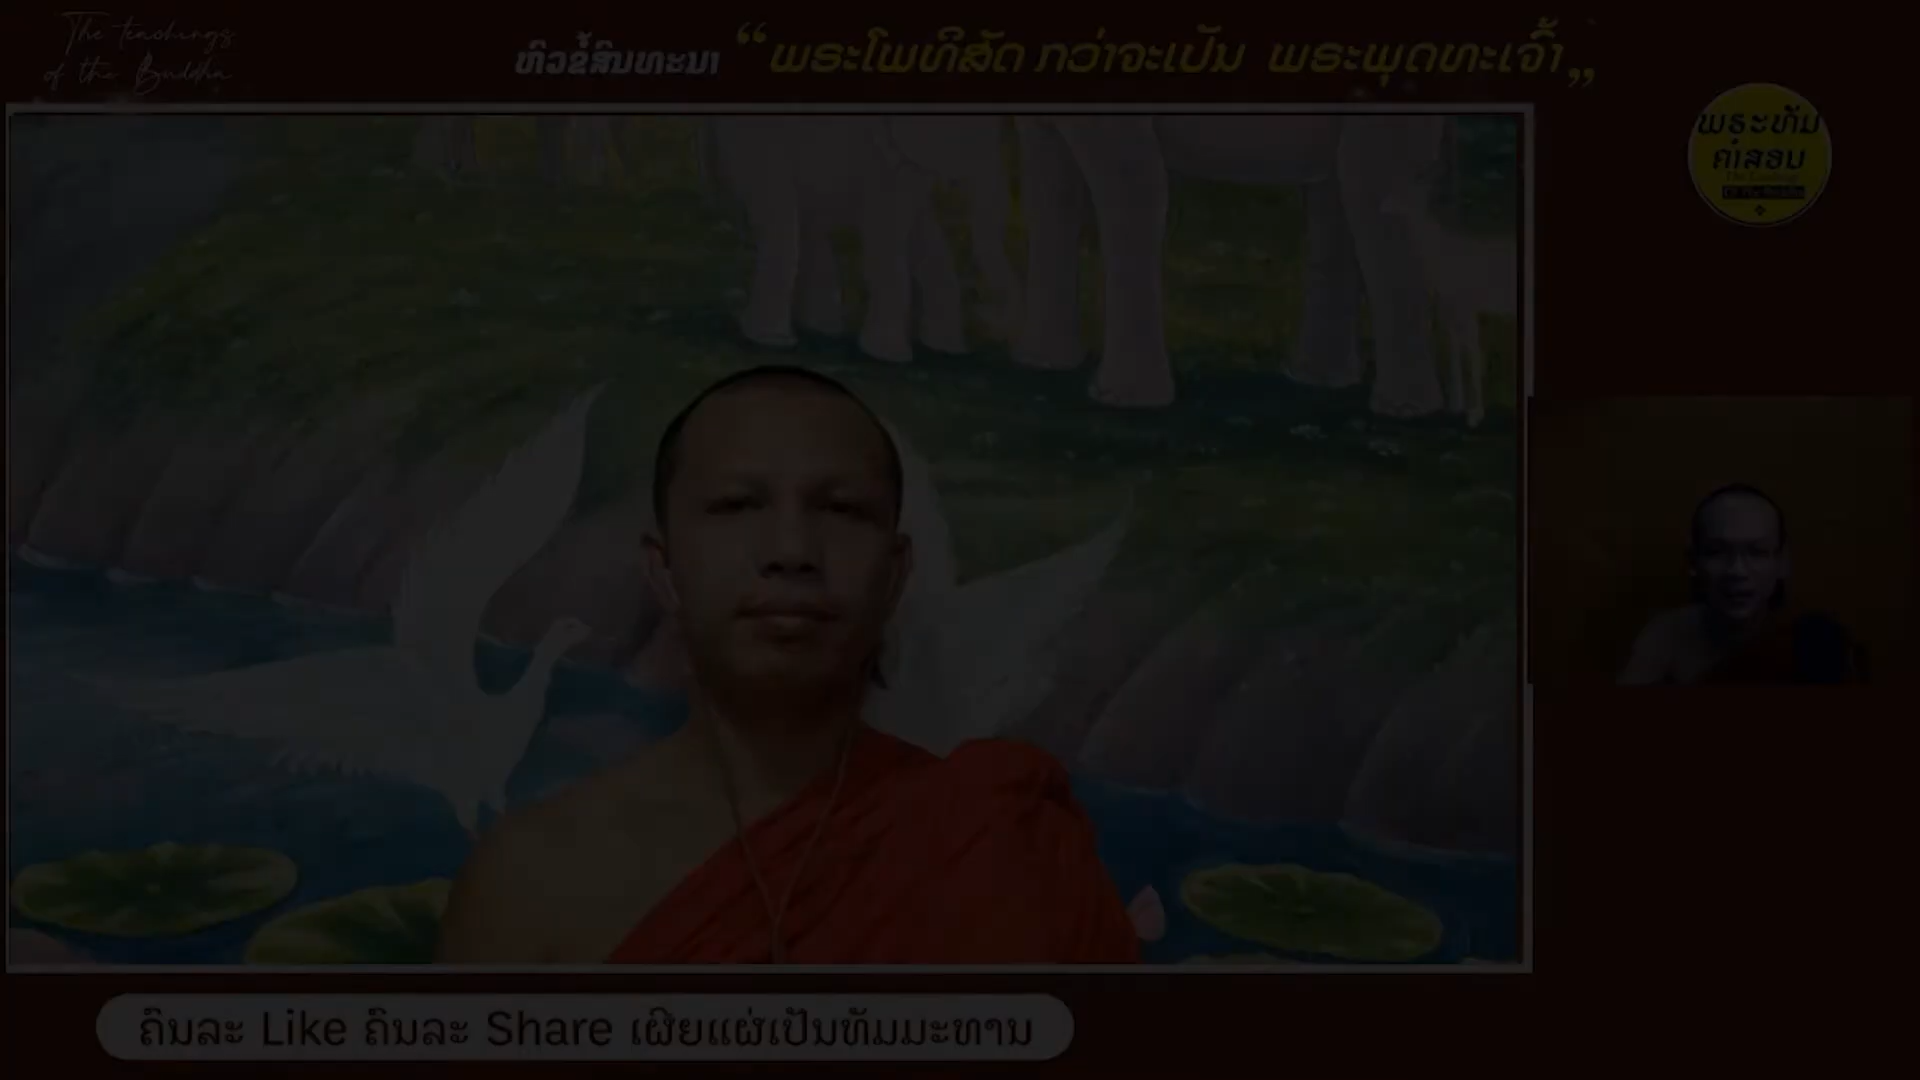 The teachings
of the Buddha
ຫົວຂໍ້ສົນທະນາ “ພຣະໂພທິສັດ ກວ່າຈະເປັນ ພຣະພຸດທະເຈົ້າ„
ພຣະທັມ
ຄຳສອນ
ຄົນລະ Like ຄົນລະ Share ເຜີຍແຜ່ເປັນທັມມະທານ